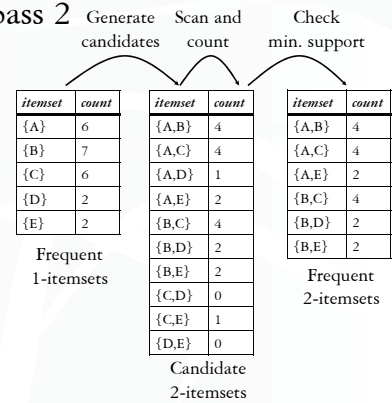 pass 2
Generate candidates
Scan and count
Check min. support
itemset count
{A} 6
{B} 7
{C} 6
{D} 2
{E} 2
Frequent
1-itemsets
itemset count
{A,B} 4
{A,C} 4
{A,D} 1
{A,E} 2
{B,C} 4
{B,D} 2
{B,E} 2
{C,D} 0
{C,E} 1
{D,E} 0
Candidate
2-itemsets
itemset count
{A,B} 4
{A,C} 4
{A,E} 2
{B,C} 4
{B,D} 2
{B,E} 2
Frequent
2-itemsets